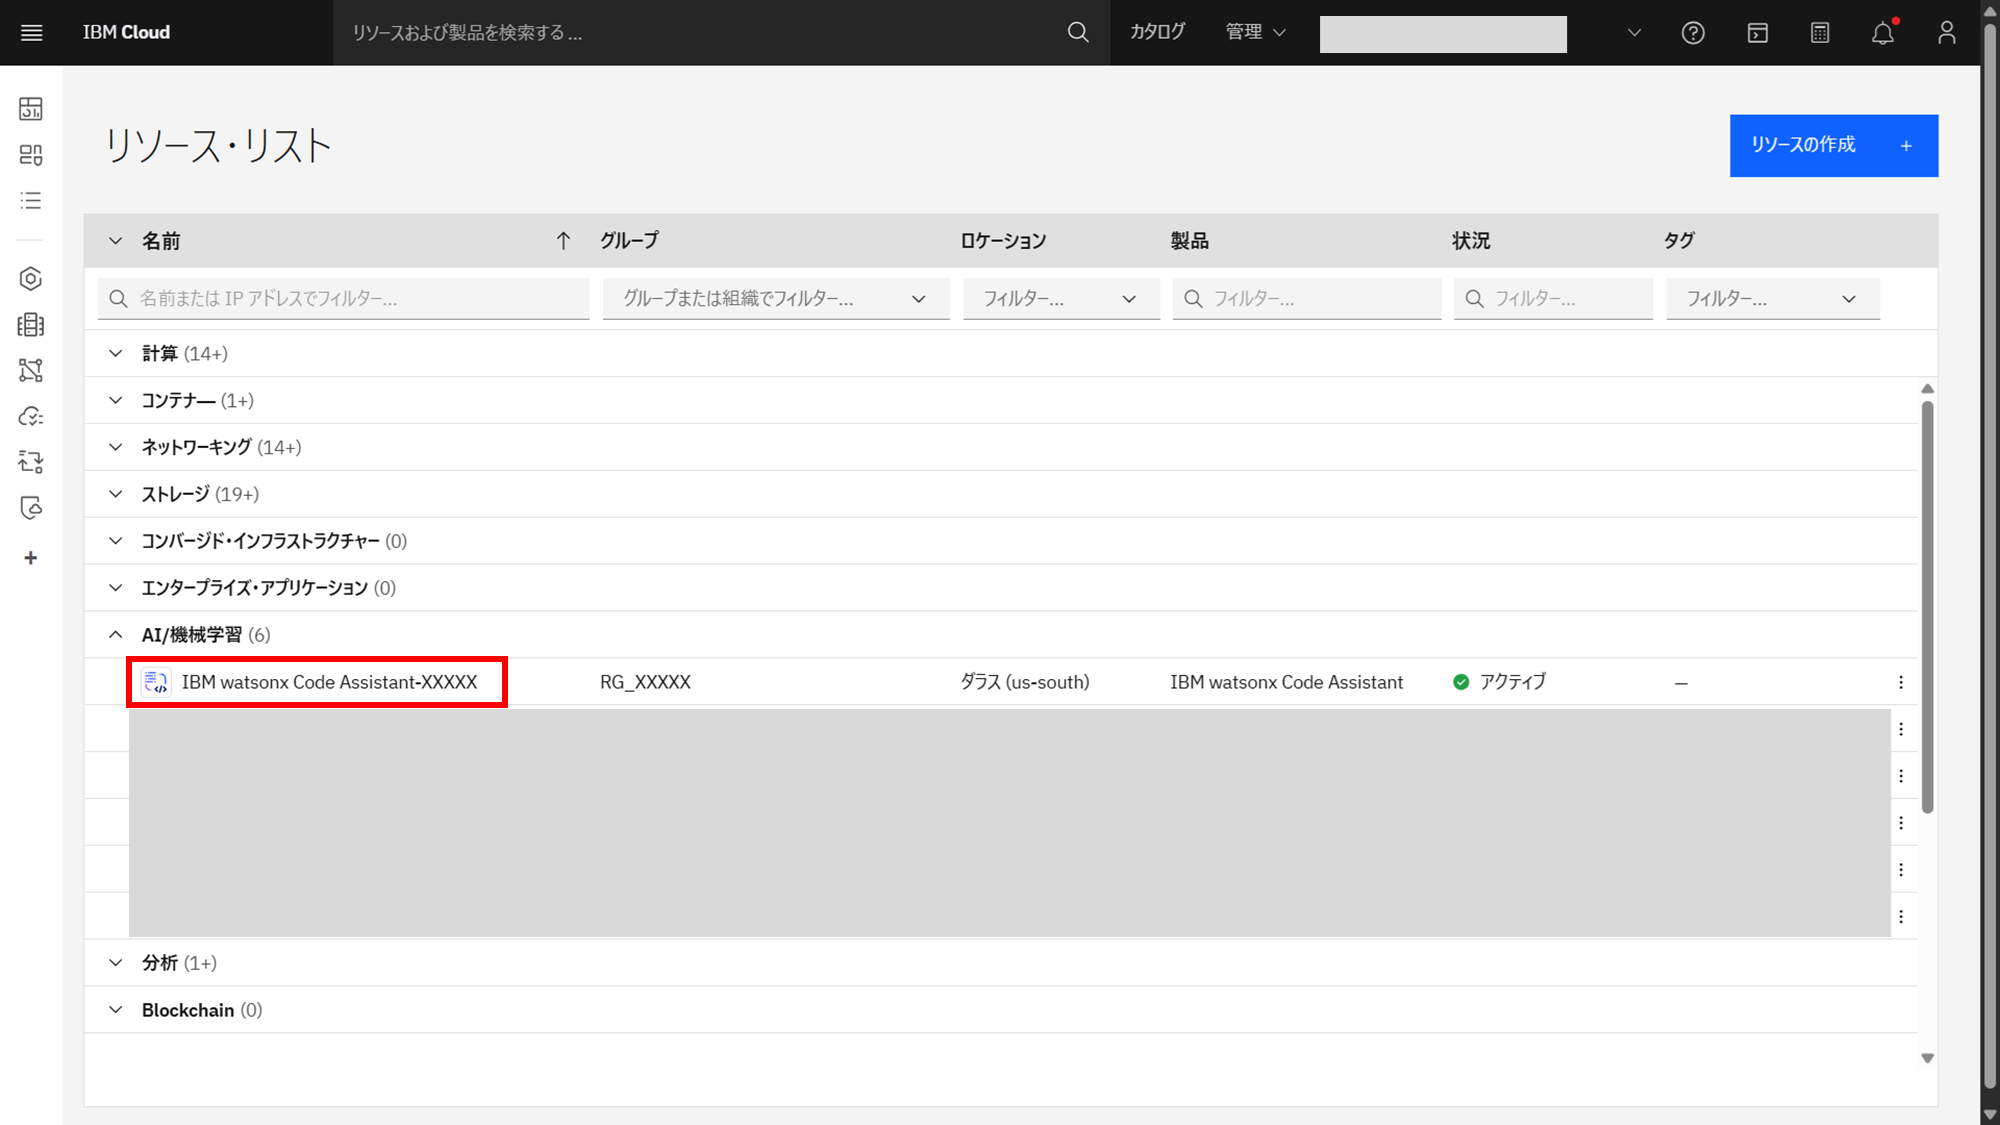 IBM Cloud
リソースおよび製品を検索する ...
カタログ
管理
リソース・リスト
リソースの作成 +
名前 グループ ロケーション 製品 状況 タグ
名前または IP アドレスでフィルター... グループまたは組織でフィルター... フィルター... フィルター... フィルター... フィルター...
計算 (14+)
コンテナー (1+)
ネットワーキング (14+)
ストレージ (19+)
コンバージド・インフラストラクチャー (0)
エンタープライズ・アプリケーション (0)
AI/機械学習 (6)
IBM watsonx Code Assistant-XXXXX RG_XXXXX ダラス (us-south) IBM watsonx Code Assistant アクティブ —
分析 (1+)
Blockchain (0)